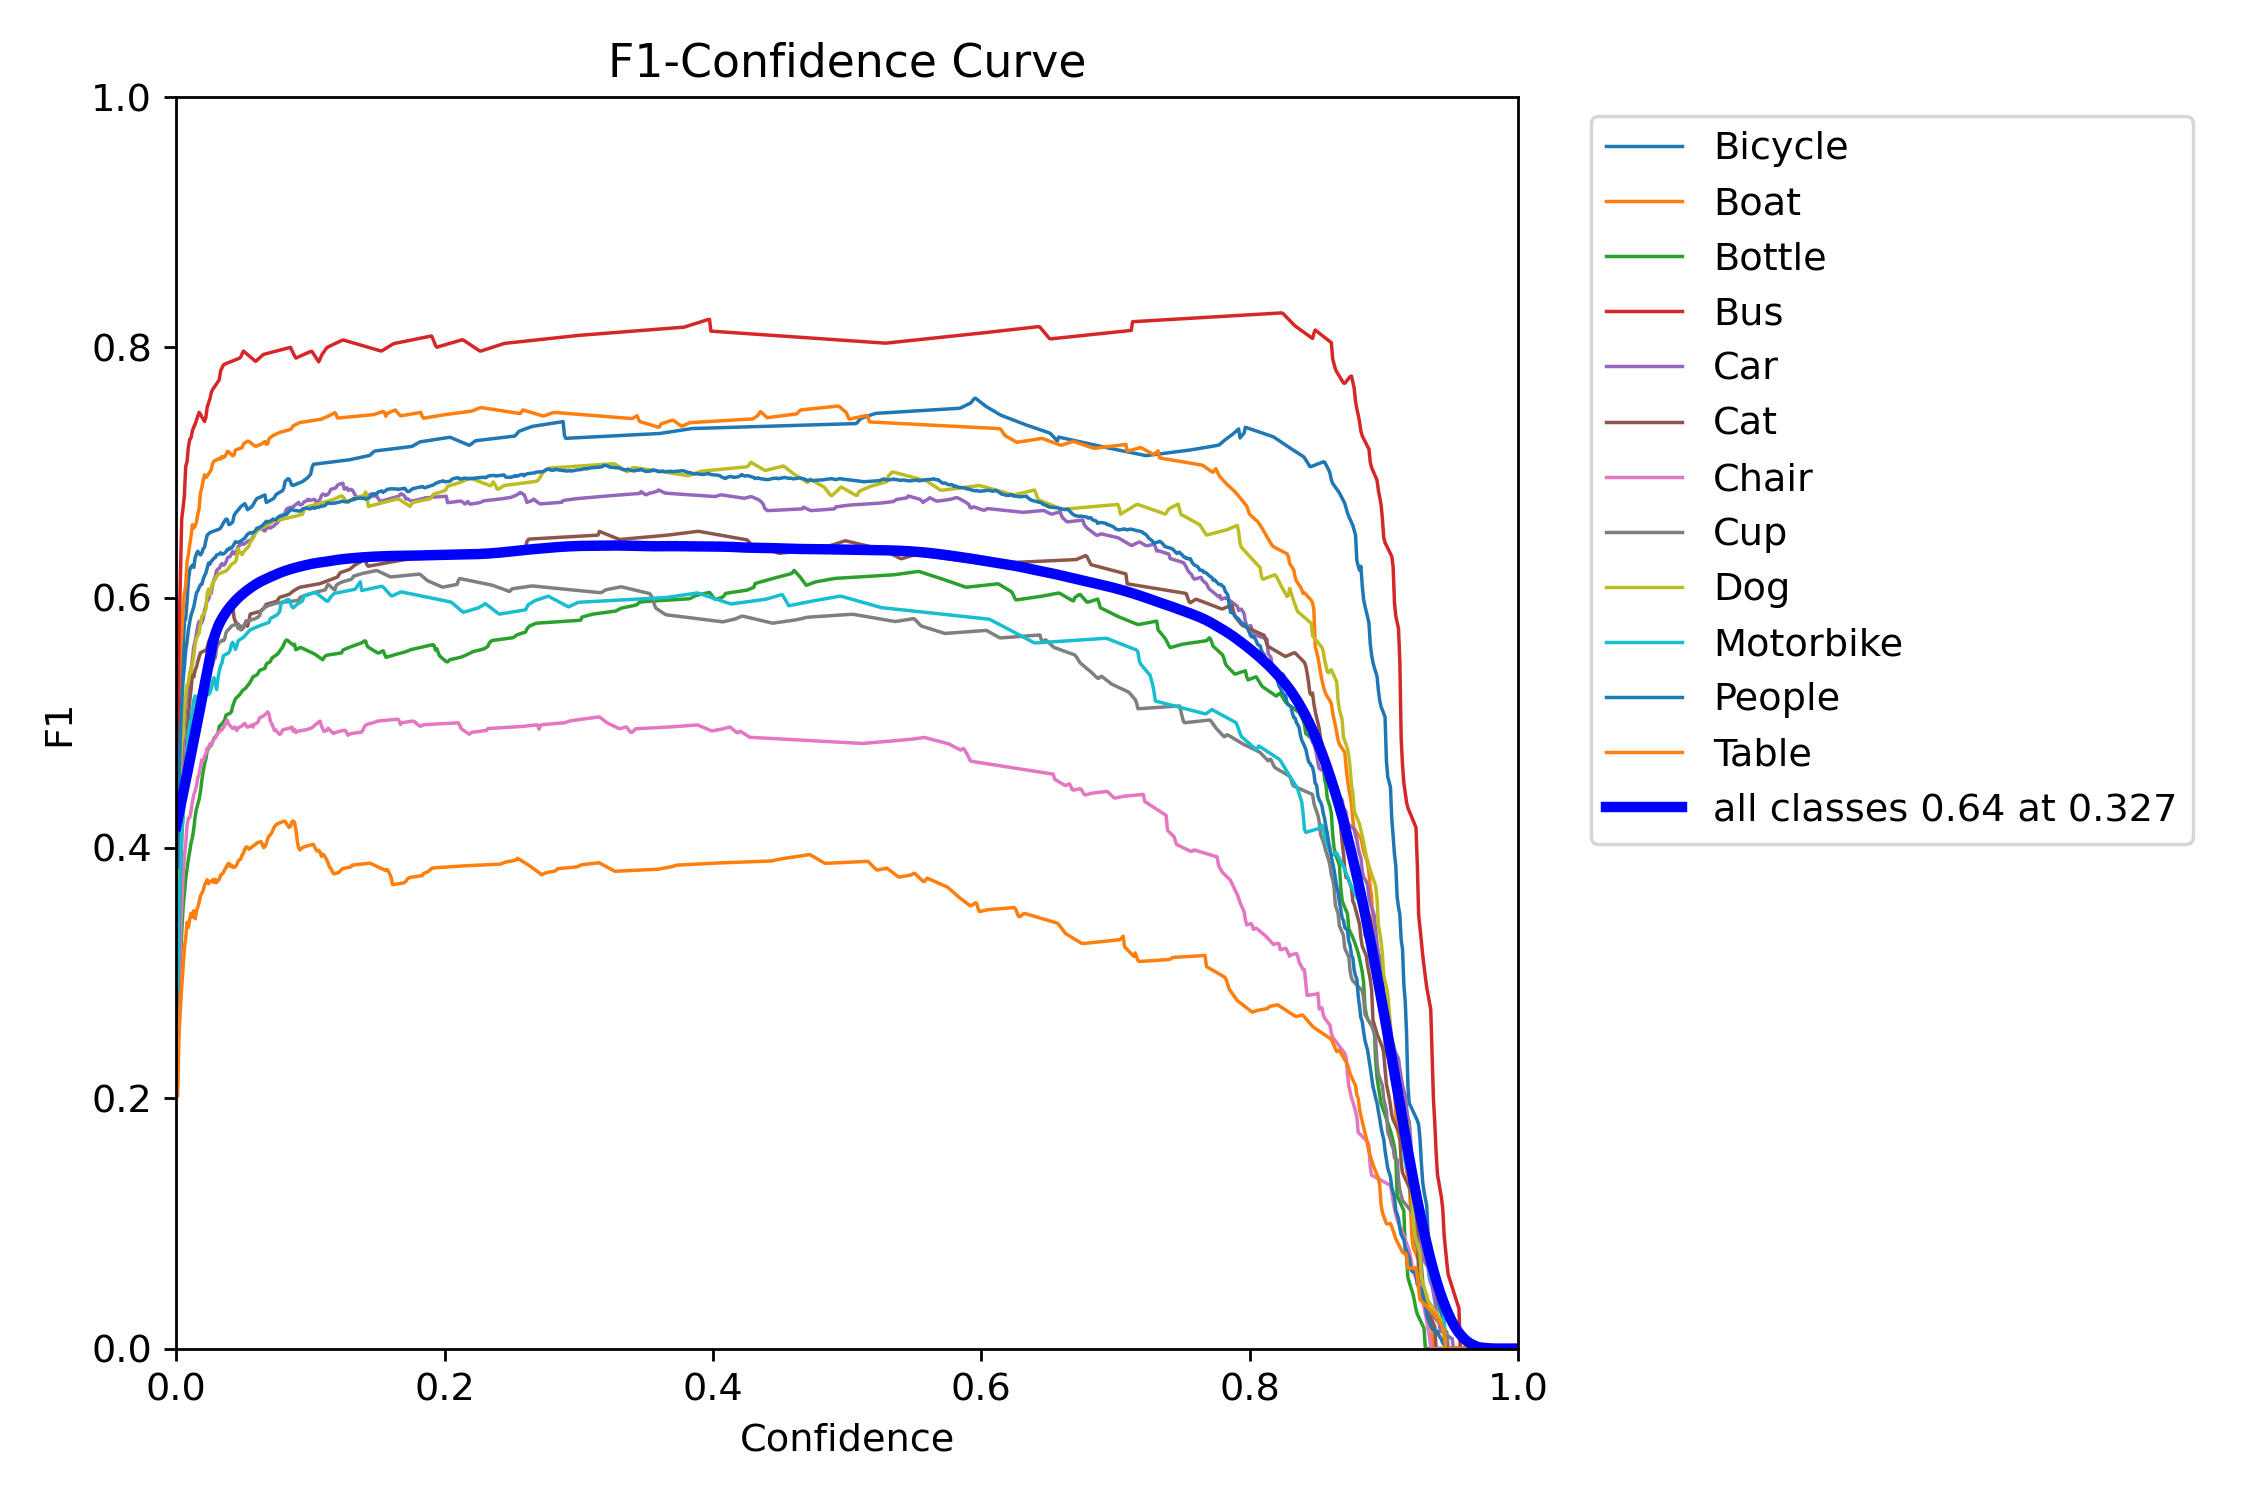 F1-Confidence Curve
1.0
0.8
0.6
0.4
0.2
0.0
F1
0.0 0.2 0.4 0.6 0.8 1.0
Confidence
Bicycle
Boat
Bottle
Bus
Car
Cat
Chair
Cup
Dog
Motorbike
People
Table
all classes 0.64 at 0.327